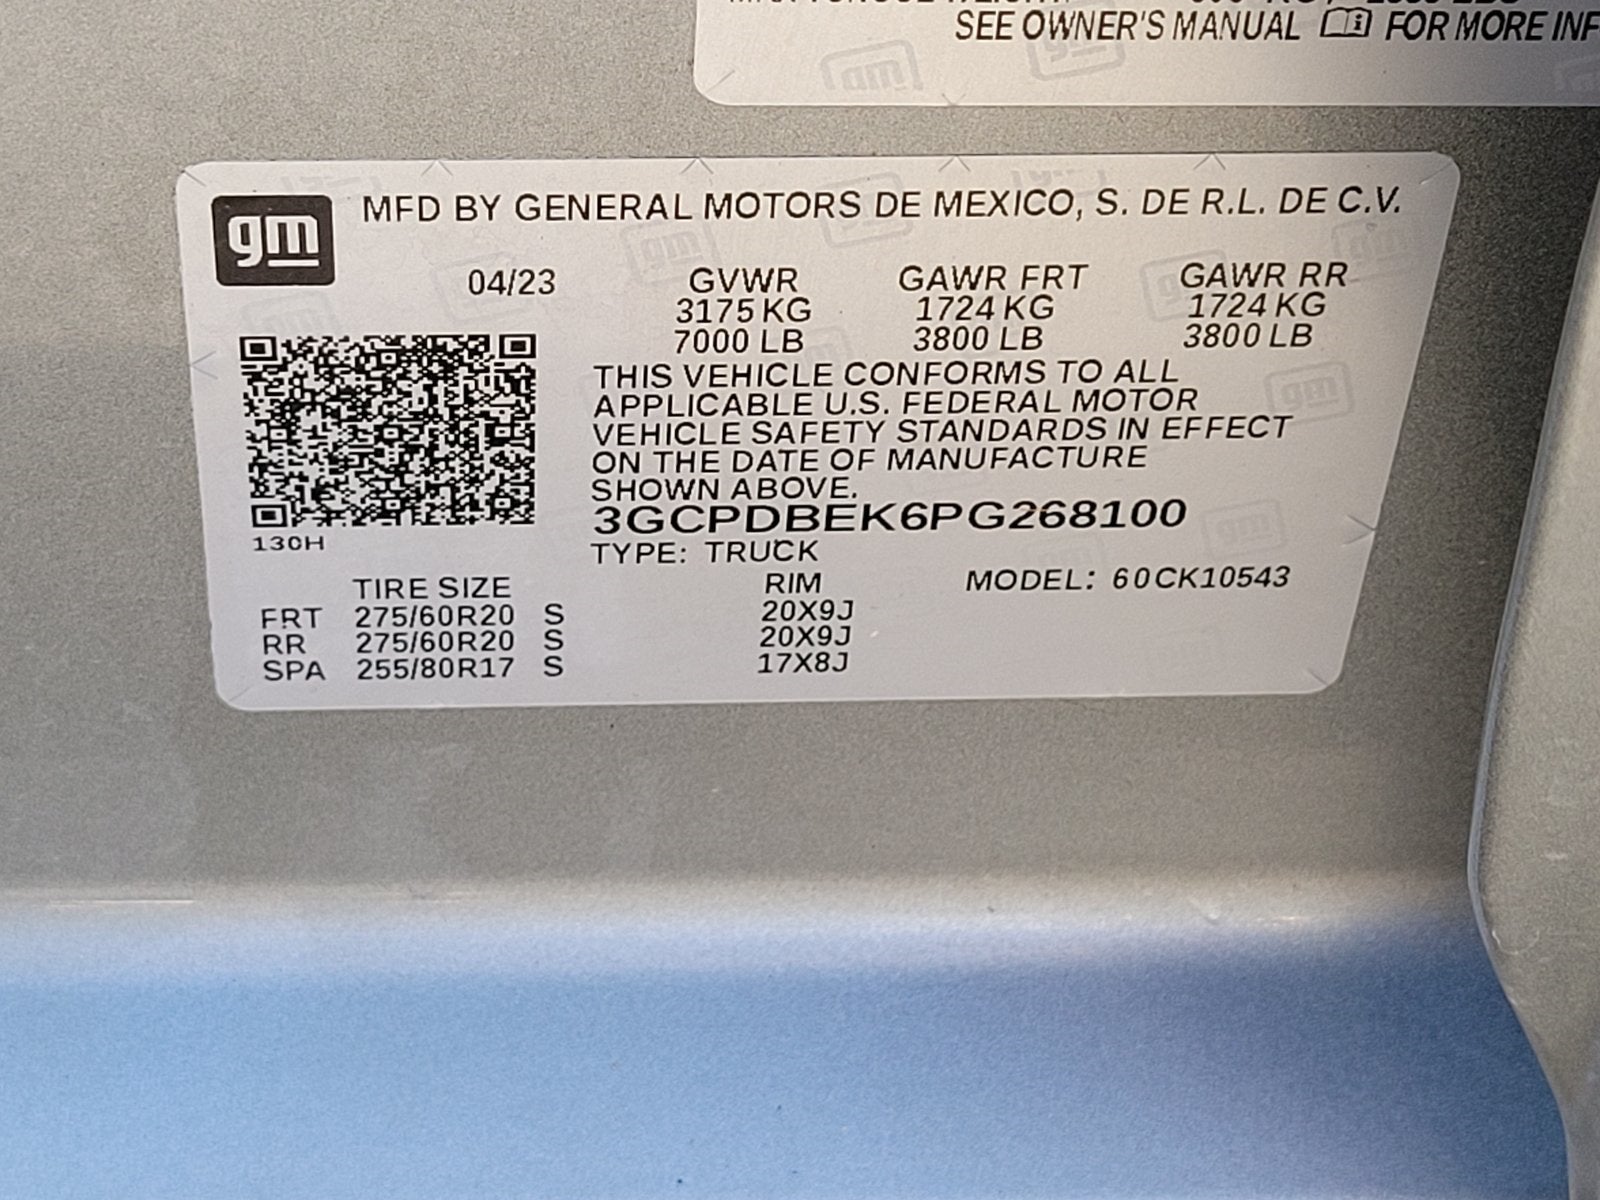 SEE OWNER'S MANUAL FOR MORE INF
gm MFD BY GENERAL MOTORS DE MEXICO, S. DE R.L. DE C.V.
04/23 GVWR GAWR FRT GAWR RR
3175 KG 1724 KG 1724 KG
7000 LB 3800 LB 3800 LB
THIS VEHICLE CONFORMS TO ALL
APPLICABLE U.S. FEDERAL MOTOR
VEHICLE SAFETY STANDARDS IN EFFECT
ON THE DATE OF MANUFACTURE
SHOWN ABOVE.
3GCPDBEK6PG268100
130H
TYPE: TRUCK
TIRE SIZE RIM MODEL: 60CK10543
FRT 275/60R20 S 20X9J
RR 275/60R20 S 20X9J
SPA 255/80R17 S 17X8J